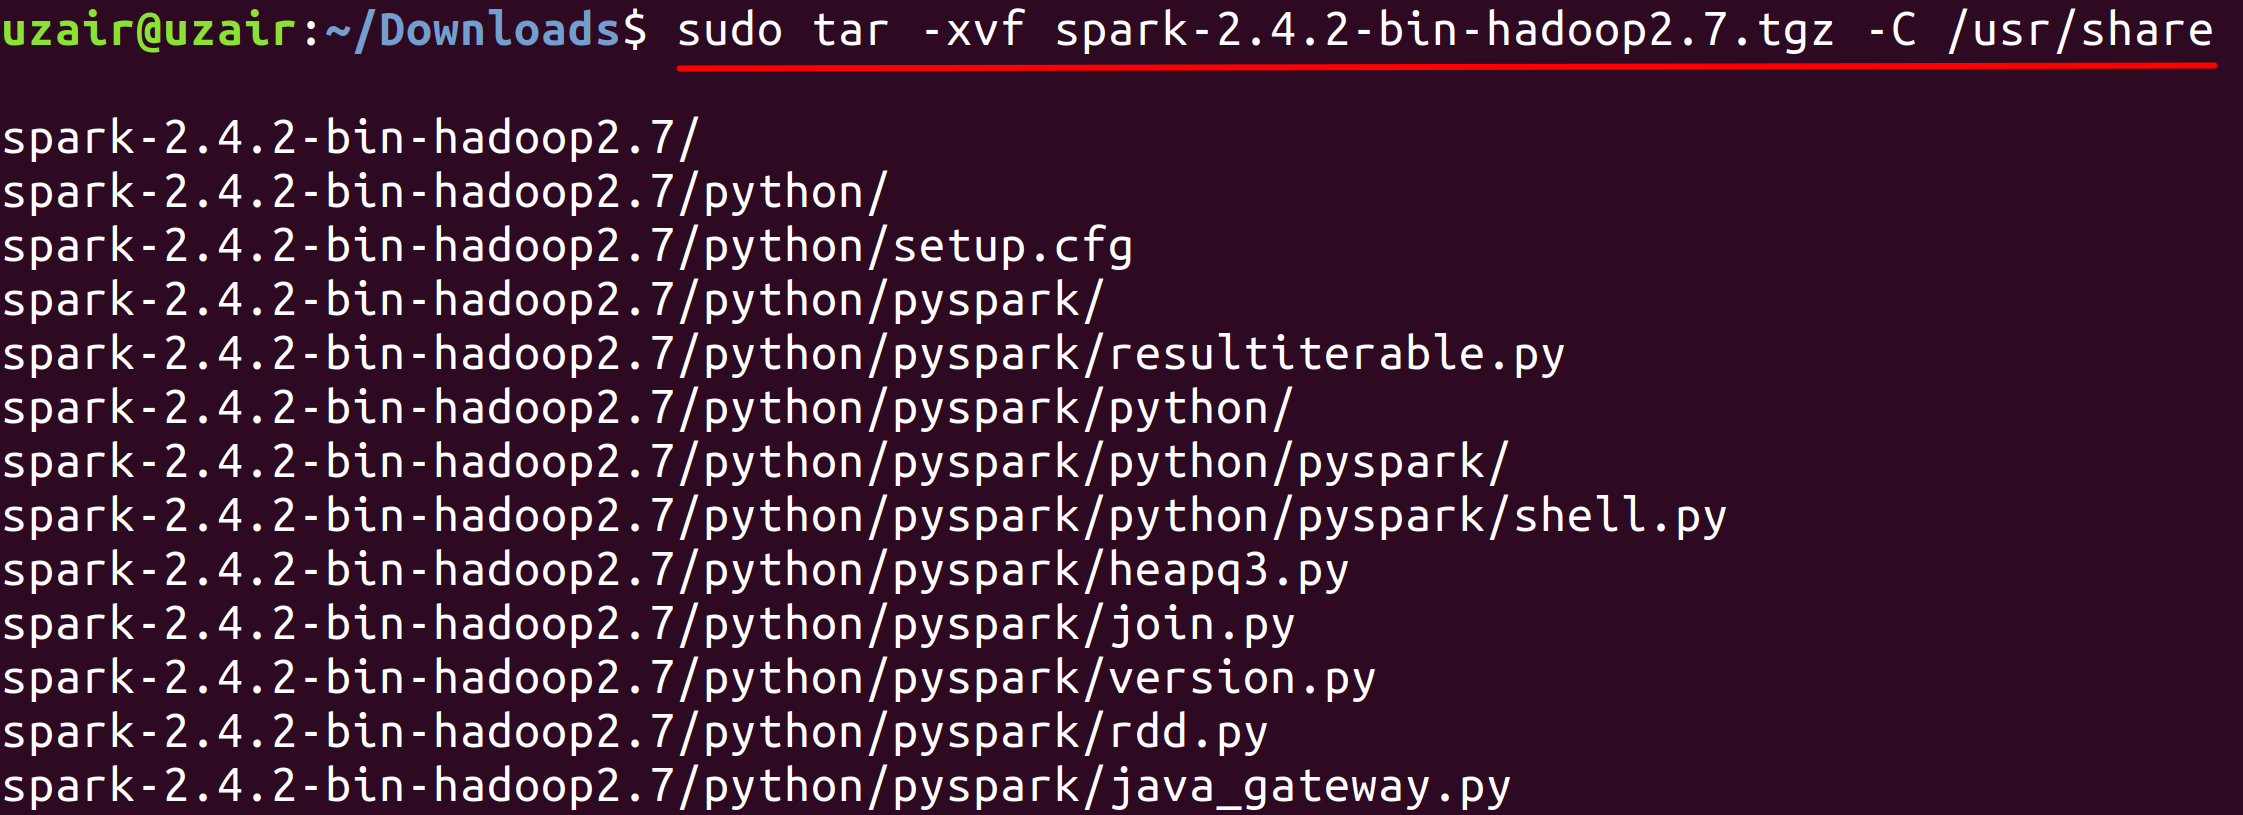 uzair@uzair:~/Downloads$ sudo tar -xvf spark-2.4.2-bin-hadoop2.7.tgz -C /usr/share
spark-2.4.2-bin-hadoop2.7/
spark-2.4.2-bin-hadoop2.7/python/
spark-2.4.2-bin-hadoop2.7/python/setup.cfg
spark-2.4.2-bin-hadoop2.7/python/pyspark/
spark-2.4.2-bin-hadoop2.7/python/pyspark/resultiterable.py
spark-2.4.2-bin-hadoop2.7/python/pyspark/python/
spark-2.4.2-bin-hadoop2.7/python/pyspark/python/pyspark/
spark-2.4.2-bin-hadoop2.7/python/pyspark/python/pyspark/shell.py
spark-2.4.2-bin-hadoop2.7/python/pyspark/heapq3.py
spark-2.4.2-bin-hadoop2.7/python/pyspark/join.py
spark-2.4.2-bin-hadoop2.7/python/pyspark/version.py
spark-2.4.2-bin-hadoop2.7/python/pyspark/rdd.py
spark-2.4.2-bin-hadoop2.7/python/pyspark/java_gateway.py